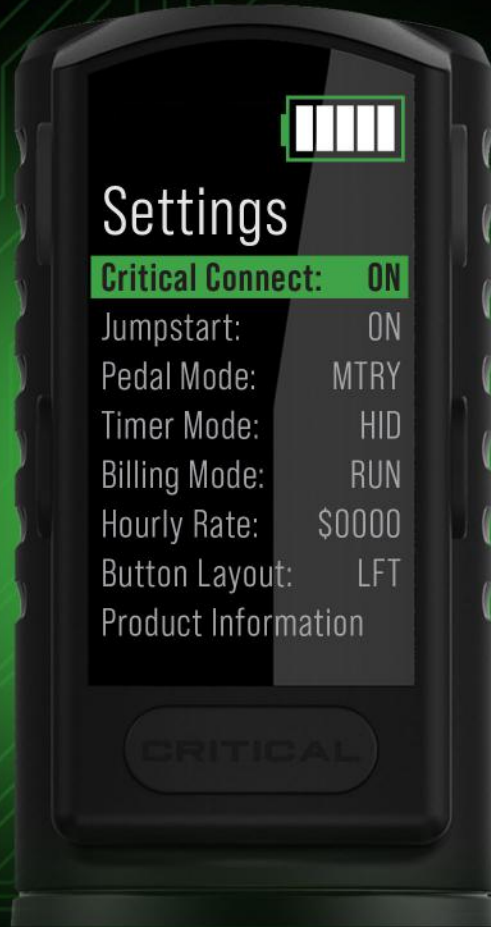 Settings
Critical Connect: ON
Jumpstart: ON
Pedal Mode: MTRY
Timer Mode: HID
Billing Mode: RUN
Hourly Rate: $0000
Button Layout: LFT
Product Information
CRITICAL